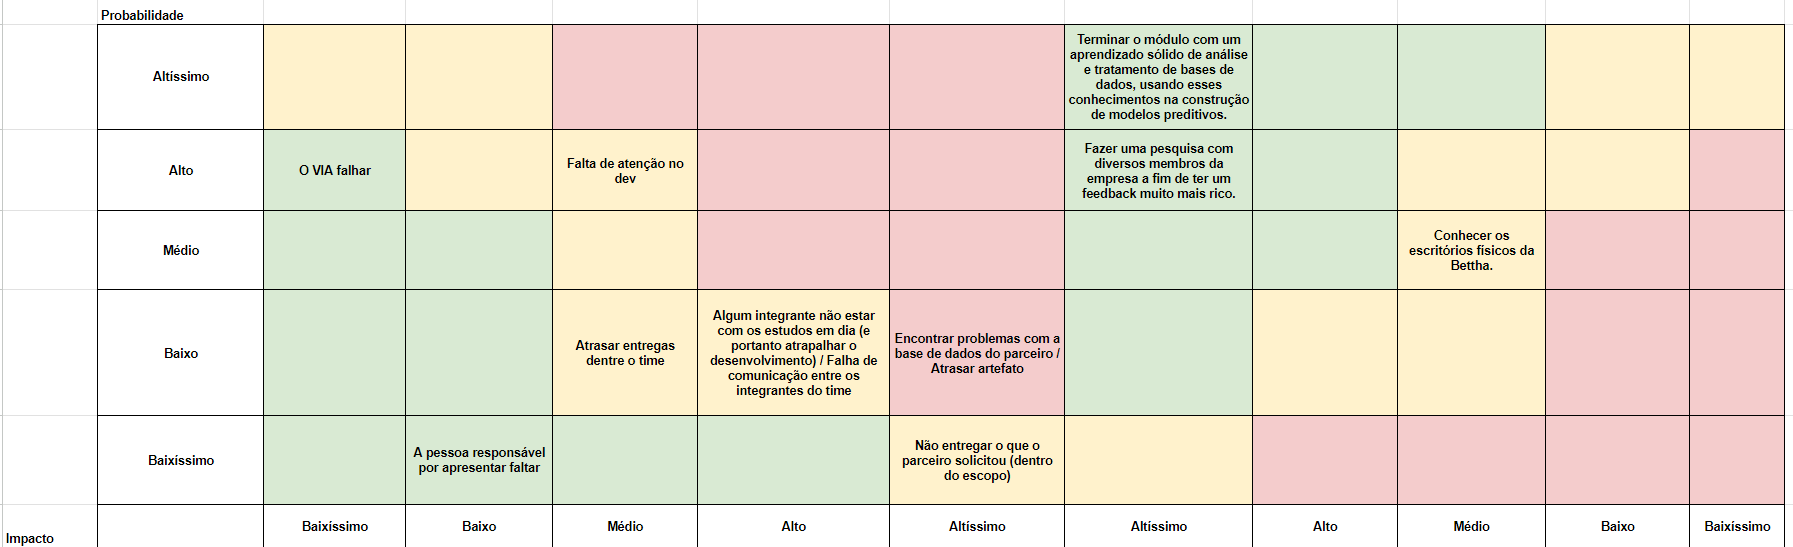 Probabilidade
Altíssimo
Terminar o módulo com um
aprendizado sólido de análise
e tratamento de bases de
dados, usando esses
conhecimentos na construção
de modelos preditivos.
Alto
O VIA falhar
Falta de atenção no
dev
Fazer uma pesquisa com
diversos membros da
empresa a fim de ter um
feedback muito mais rico.
Médio
Conhecer os
escritórios físicos da
Bettha.
Baixo
Atrasar entregas
dentre o time
Algum integrante não estar
com os estudos em dia (e
portanto atrapalhar o
desenvolvimento) / Falha de
comunicação entre os
integrantes do time
Encontrar problemas com a
base de dados do parceiro /
Atrasar artefato
Baixíssimo
A pessoa responsável
por apresentar faltar
Não entregar o que o
parceiro solicitou (dentro
do escopo)
Impacto
Baixíssimo
Baixo
Médio
Alto
Altíssimo
Altíssimo
Alto
Médio
Baixo
Baixíssimo